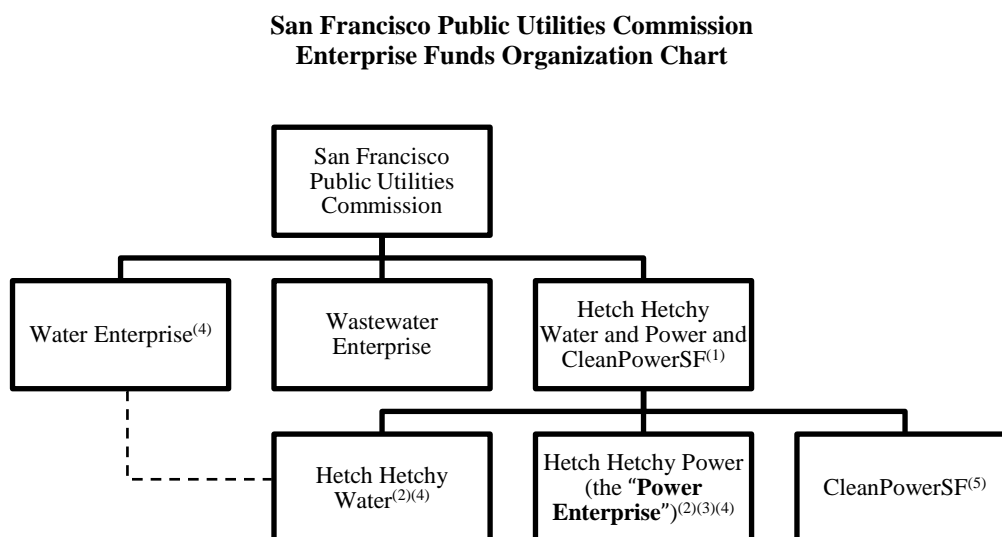 San Francisco Public Utilities Commission
Enterprise Funds Organization Chart
San Francisco
Public Utilities
Commission
Water Enterprise(4)
Wastewater
Enterprise
Hetch Hetchy
Water and Power and
CleanPowerSF(1)
Hetch Hetchy
Water(2)(4)
Hetch Hetchy Power
(the “Power
Enterprise”)(2)(3)(4)
CleanPowerSF(5)